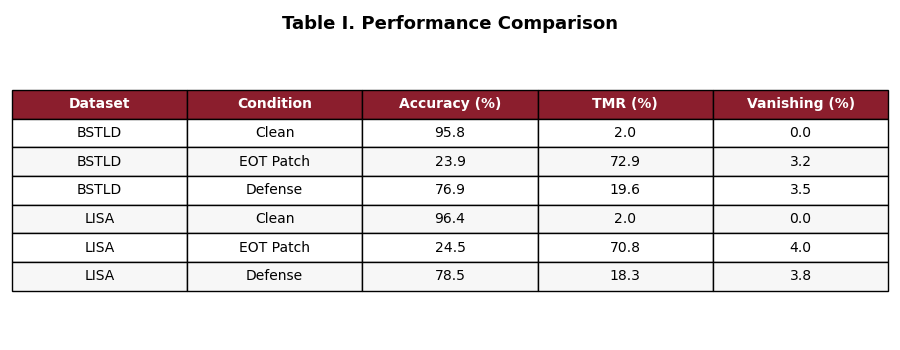 Table I. Performance Comparison
Dataset Condition Accuracy (%) TMR (%) Vanishing (%)
BSTLD Clean 95.8 2.0 0.0
BSTLD EOT Patch 23.9 72.9 3.2
BSTLD Defense 76.9 19.6 3.5
LISA Clean 96.4 2.0 0.0
LISA EOT Patch 24.5 70.8 4.0
LISA Defense 78.5 18.3 3.8